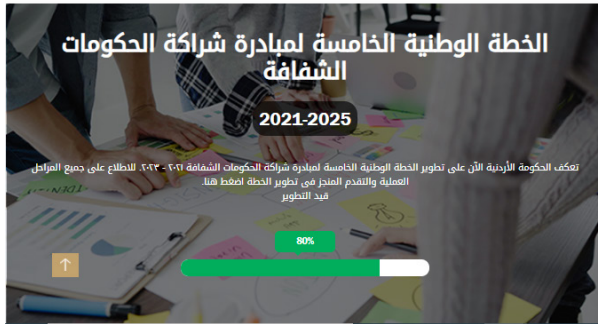 الخطة الوطنية الخامسة لمبادرة شراكة الحكومات
الشفافة
2021-2025
تعكف الحكومة الأردنية الآن على تطوير الخطة الوطنية الخامسة لمبادرة شراكة الحكومات الشفافة ٢٠٢١ - ٢٠٢٣. للاطلاع على جميع المراحل
العملية والتقدم المنجز في تطوير الخطة اضغط هنا.
قيد التطوير
80%